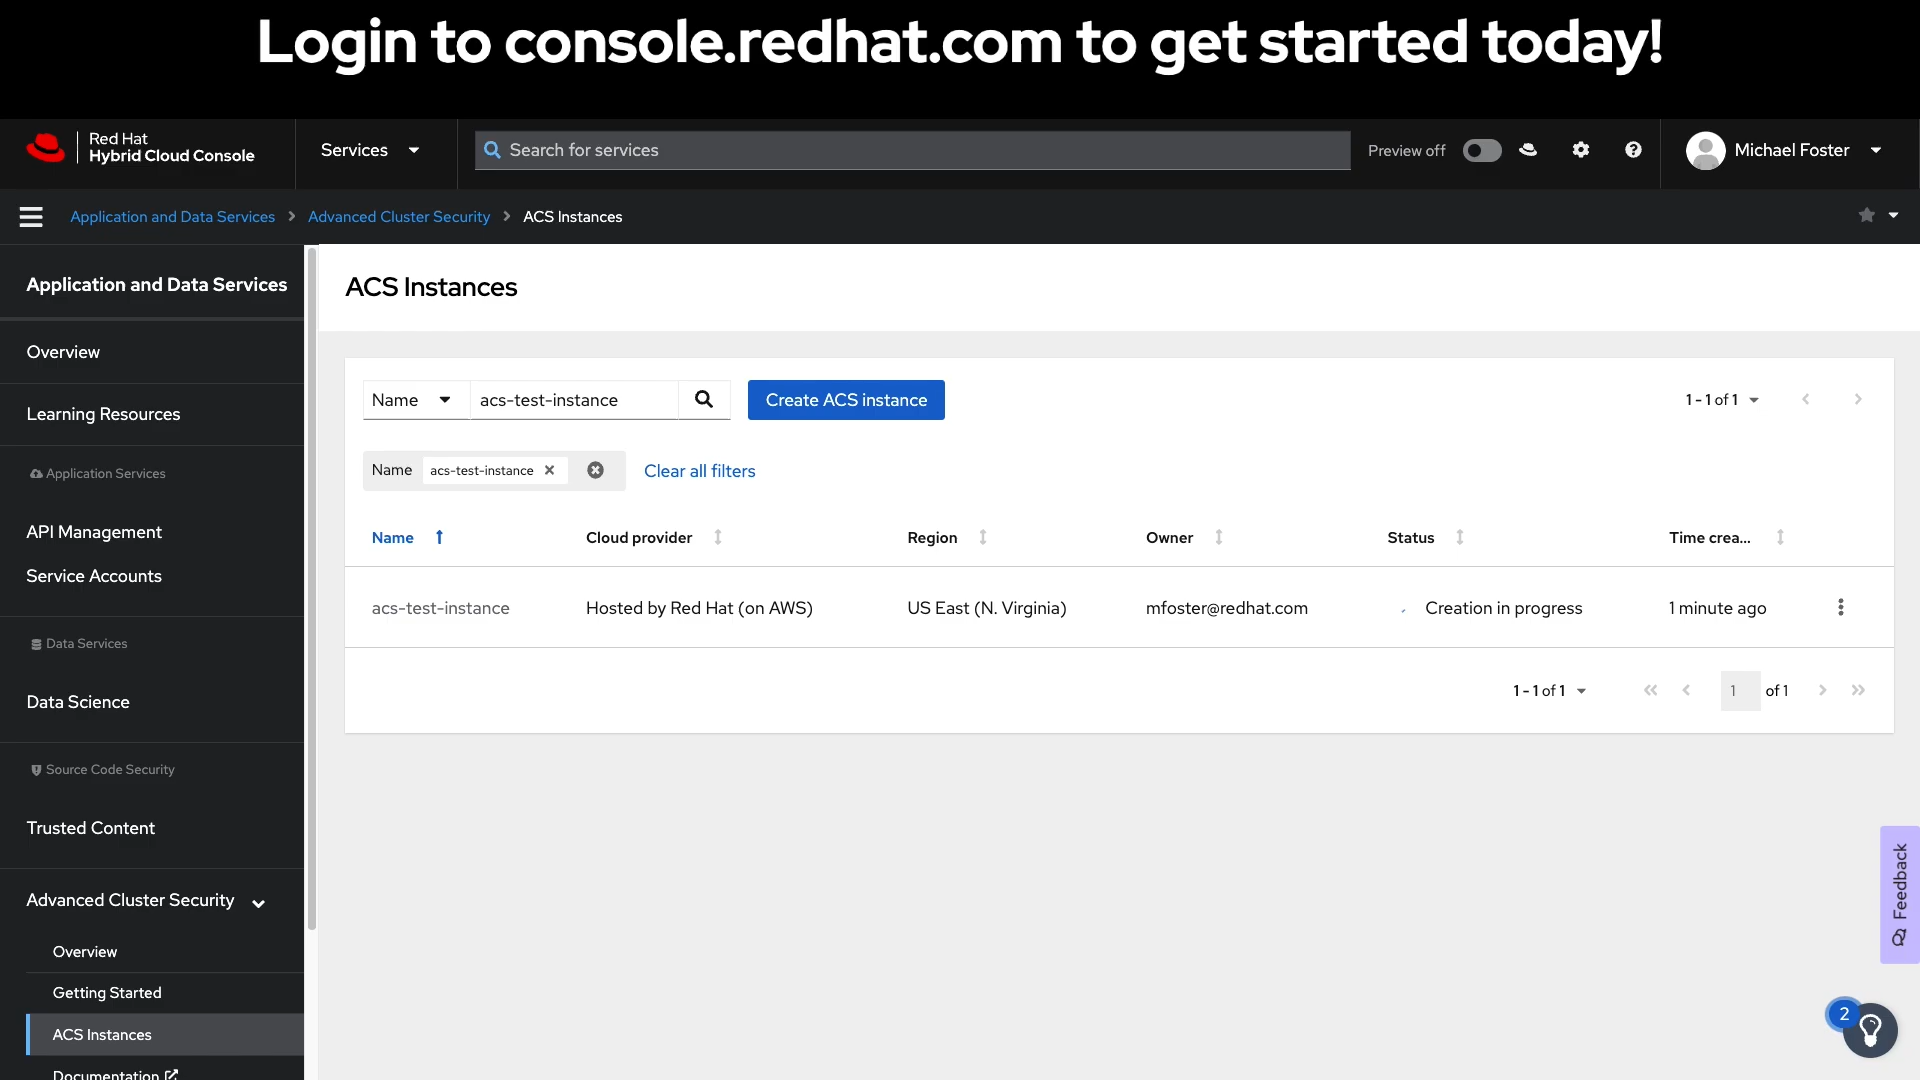 Login to console.redhat.com to get started today!
Red Hat
Hybrid Cloud Console
Services
Search for services
Preview off
Michael Foster
Application and Data Services > Advanced Cluster Security > ACS Instances
Application and Data Services
Overview
Learning Resources
Application Services
API Management
Service Accounts
Data Services
Data Science
Source Code Security
Trusted Content
Advanced Cluster Security
Overview
Getting Started
ACS Instances
Documentation
ACS Instances
Name
acs-test-instance
Create ACS instance
1 - 1 of 1
Name acs-test-instance
Clear all filters
Name Cloud provider Region Owner Status Time crea...
acs-test-instance Hosted by Red Hat (on AWS) US East (N. Virginia) mfoster@redhat.com Creation in progress 1 minute ago
1 - 1 of 1
1 of 1
Feedback
2